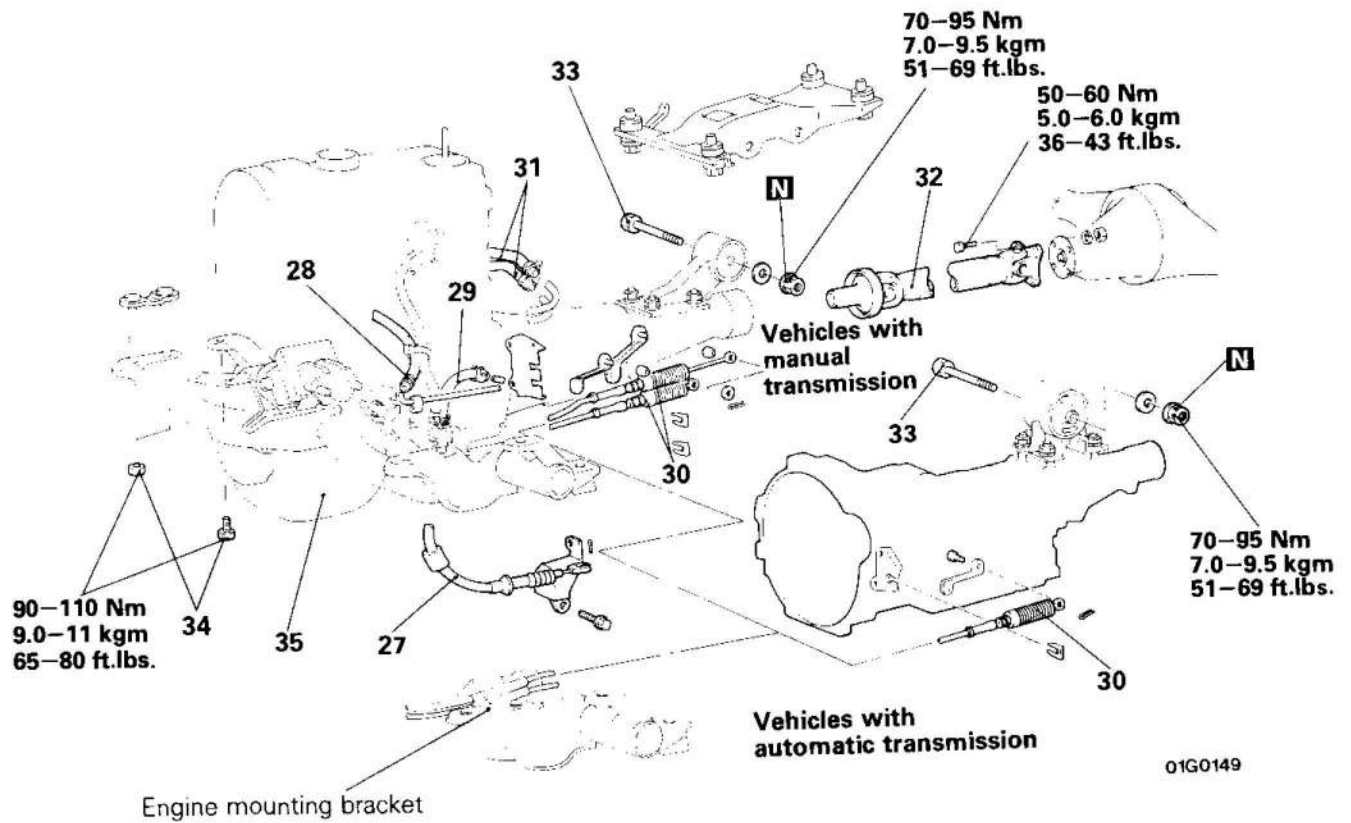 70–95 Nm
7.0–9.5 kgm
51–69 ft.lbs.
33
50–60 Nm
5.0–6.0 kgm
36–43 ft.lbs.
31
N
32
28
29
Vehicles with
manual
transmission
33
N
30
70–95 Nm
7.0–9.5 kgm
51–69 ft.lbs.
90–110 Nm
9.0–11 kgm
65–80 ft.lbs.
34
35
27
30
Vehicles with
automatic transmission
01G0149
Engine mounting bracket